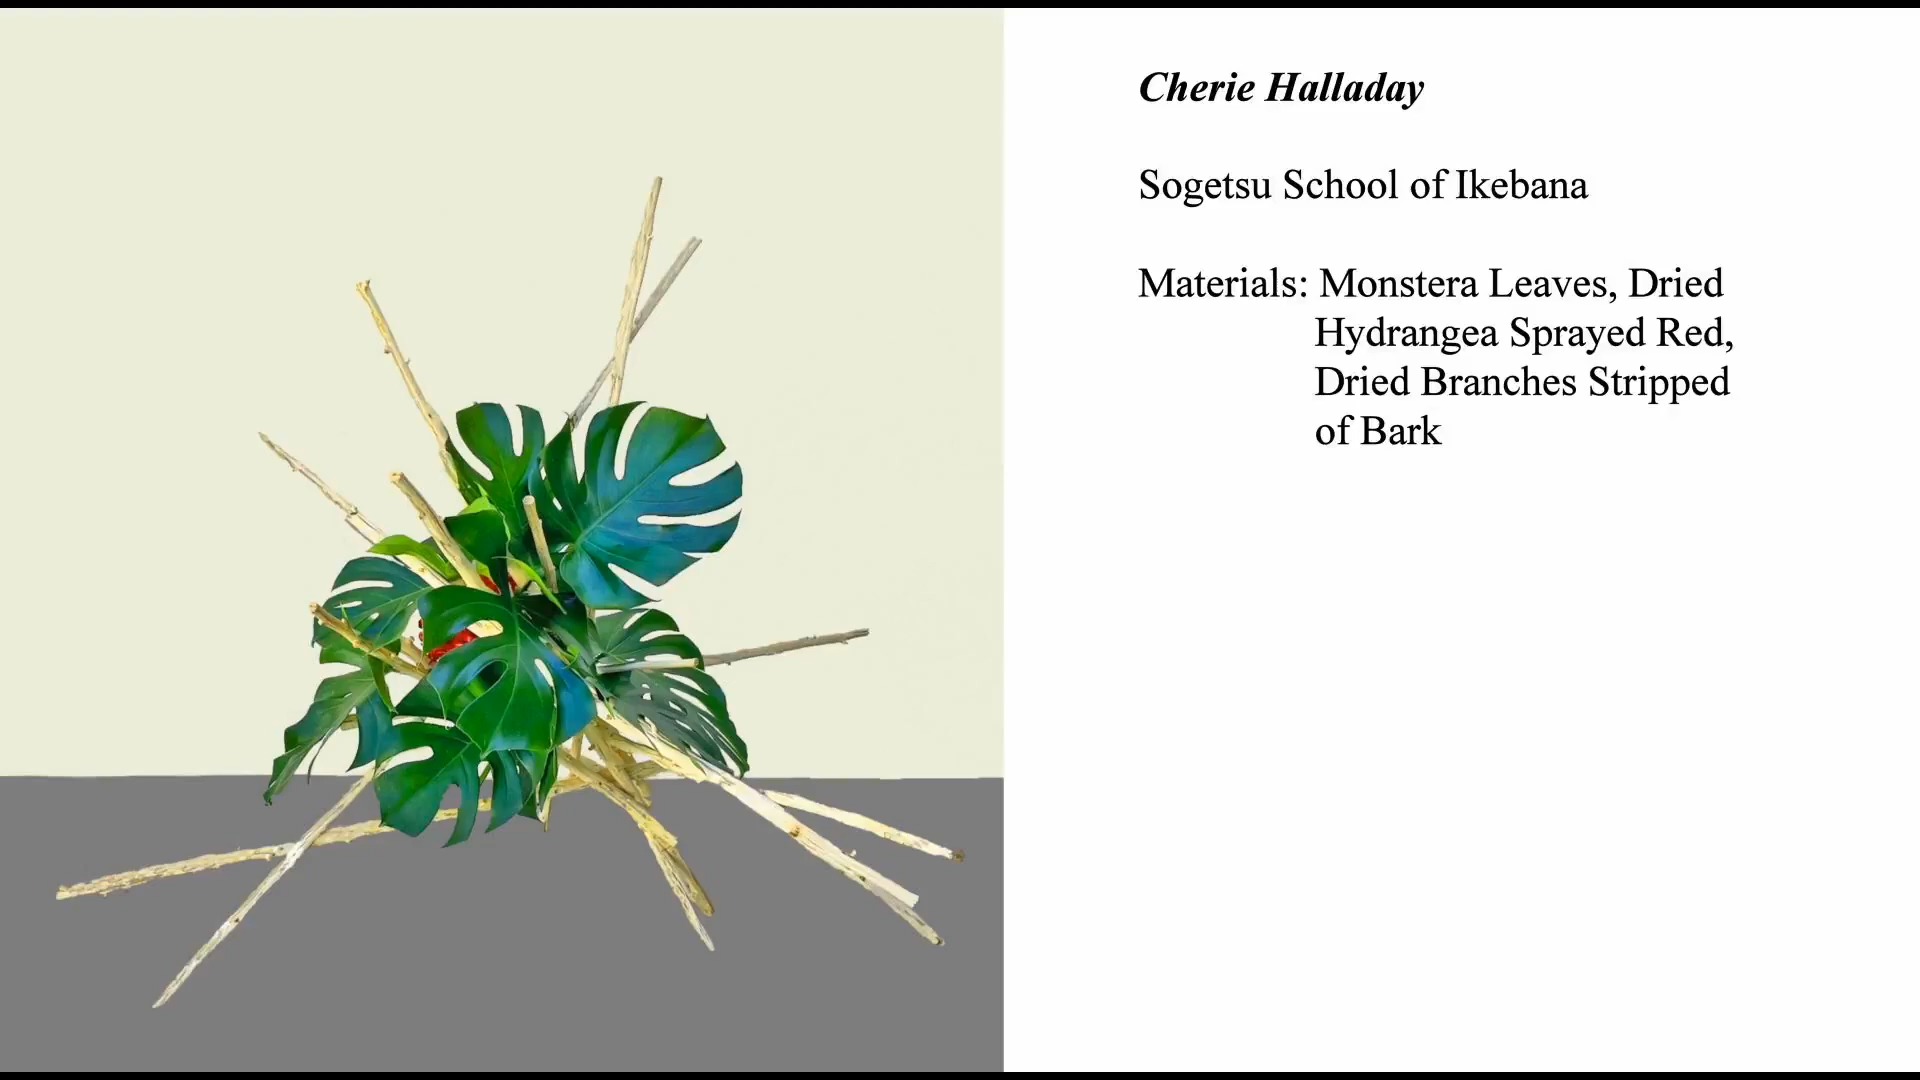 Cherie Halladay
Sogetsu School of Ikebana
Materials: Monstera Leaves, Dried
Hydrangea Sprayed Red,
Dried Branches Stripped
of Bark